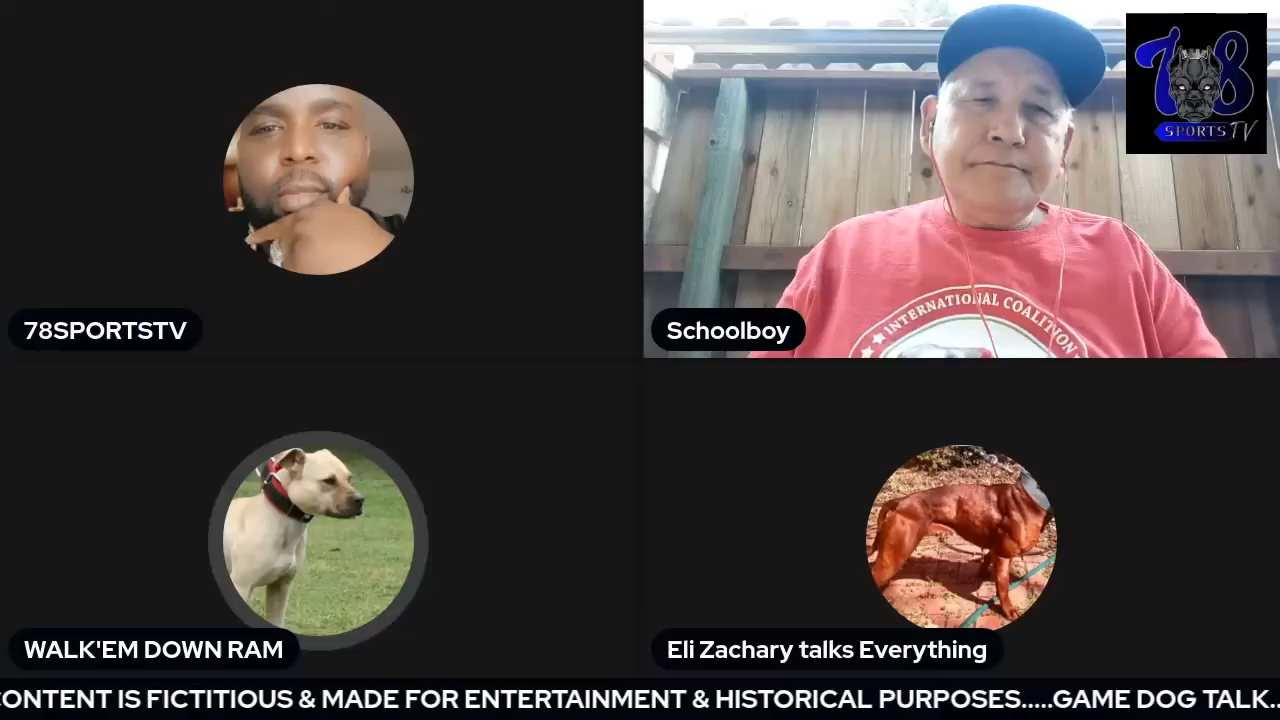 78
SPORTS TV
78SPORTSTV
Schoolboy
INTERNATIONAL COALITION
WALK'EM DOWN RAM
Eli Zachary talks Everything
CONTENT IS FICTITIOUS & MADE FOR ENTERTAINMENT & HISTORICAL PURPOSES.....GAME DOG TALK..